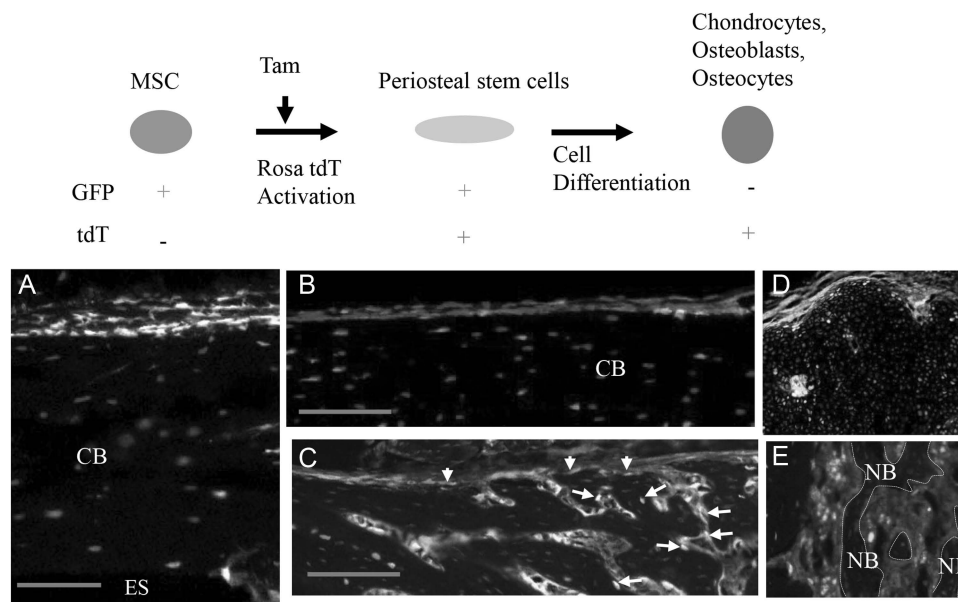 Chondrocytes,
Osteoblasts,
Osteocytes
MSC
Tam
Periosteal stem cells
Rosa tdT
Activation
Cell
Differentiation
GFP + + -
tdT - + +
A
CB
ES
B
CB
C
D
E
NB
NB
NB